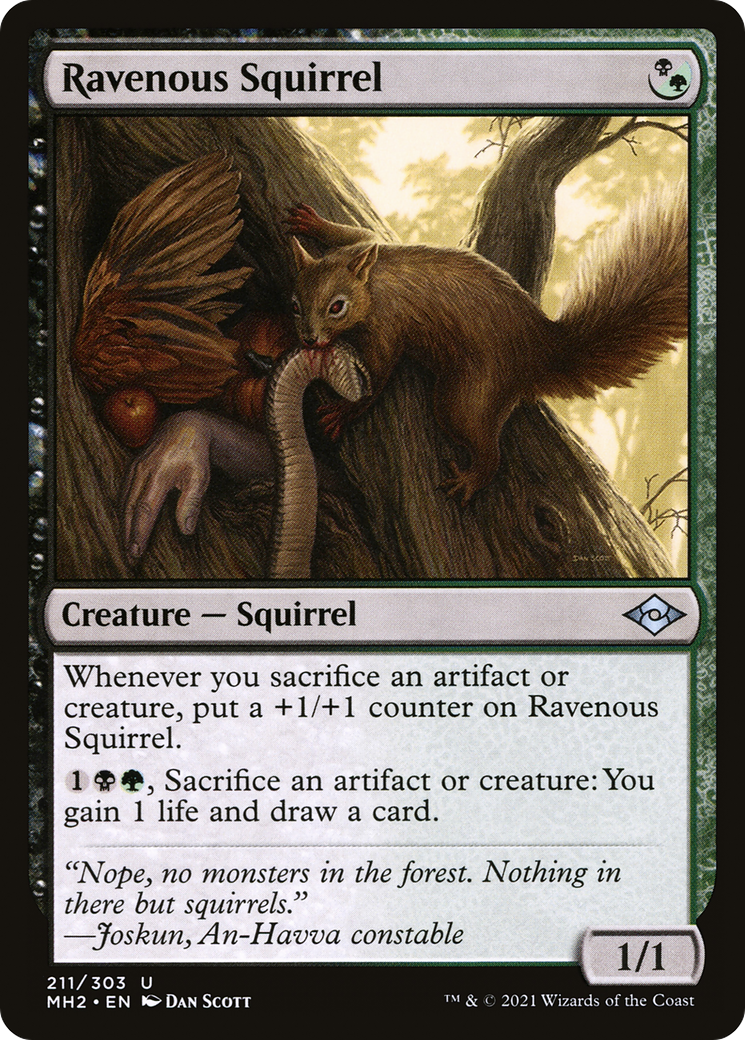 Ravenous Squirrel
DAN SCOTT
Creature — Squirrel
Whenever you sacrifice an artifact or
creature, put a +1/+1 counter on Ravenous
Squirrel.
1, Sacrifice an artifact or creature: You
gain 1 life and draw a card.
“Nope, no monsters in the forest. Nothing in
there but squirrels.”
—Joskun, An-Havva constable
1/1
211/303 U
MH2 • EN DAN SCOTT
™ & © 2021 Wizards of the Coast